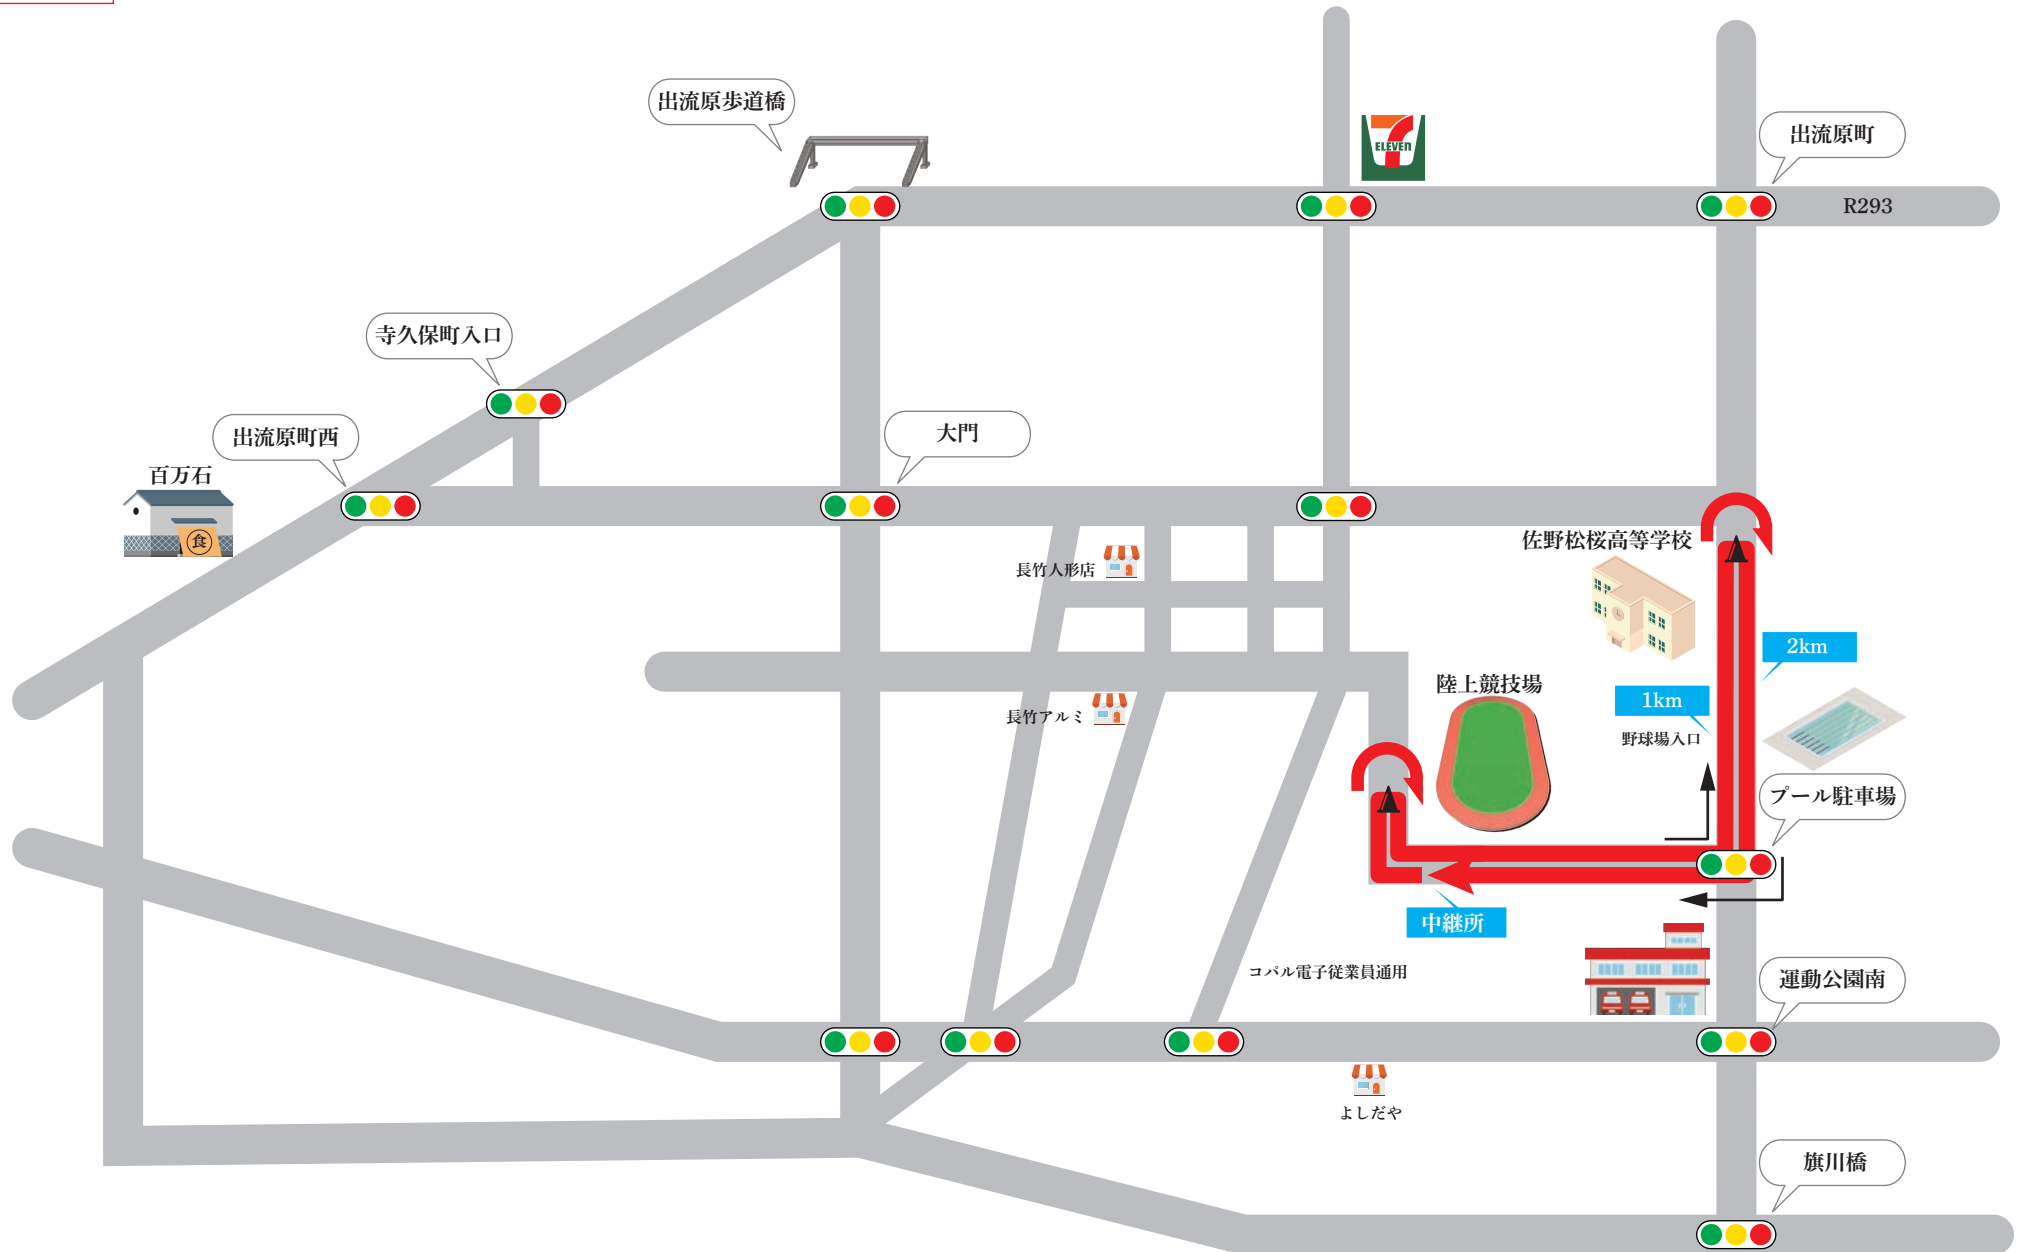 出流原歩道橋
ELEVEN
出流原町
R293
寺久保町入口
出流原町西
大門
百万石
食
佐野松桜高等学校
長竹人形店
2km
陸上競技場
1km
長竹アルミ
野球場入口
プール駐車場
中継所
コパル電子従業員通用
運動公園南
よしだや
旗川橋